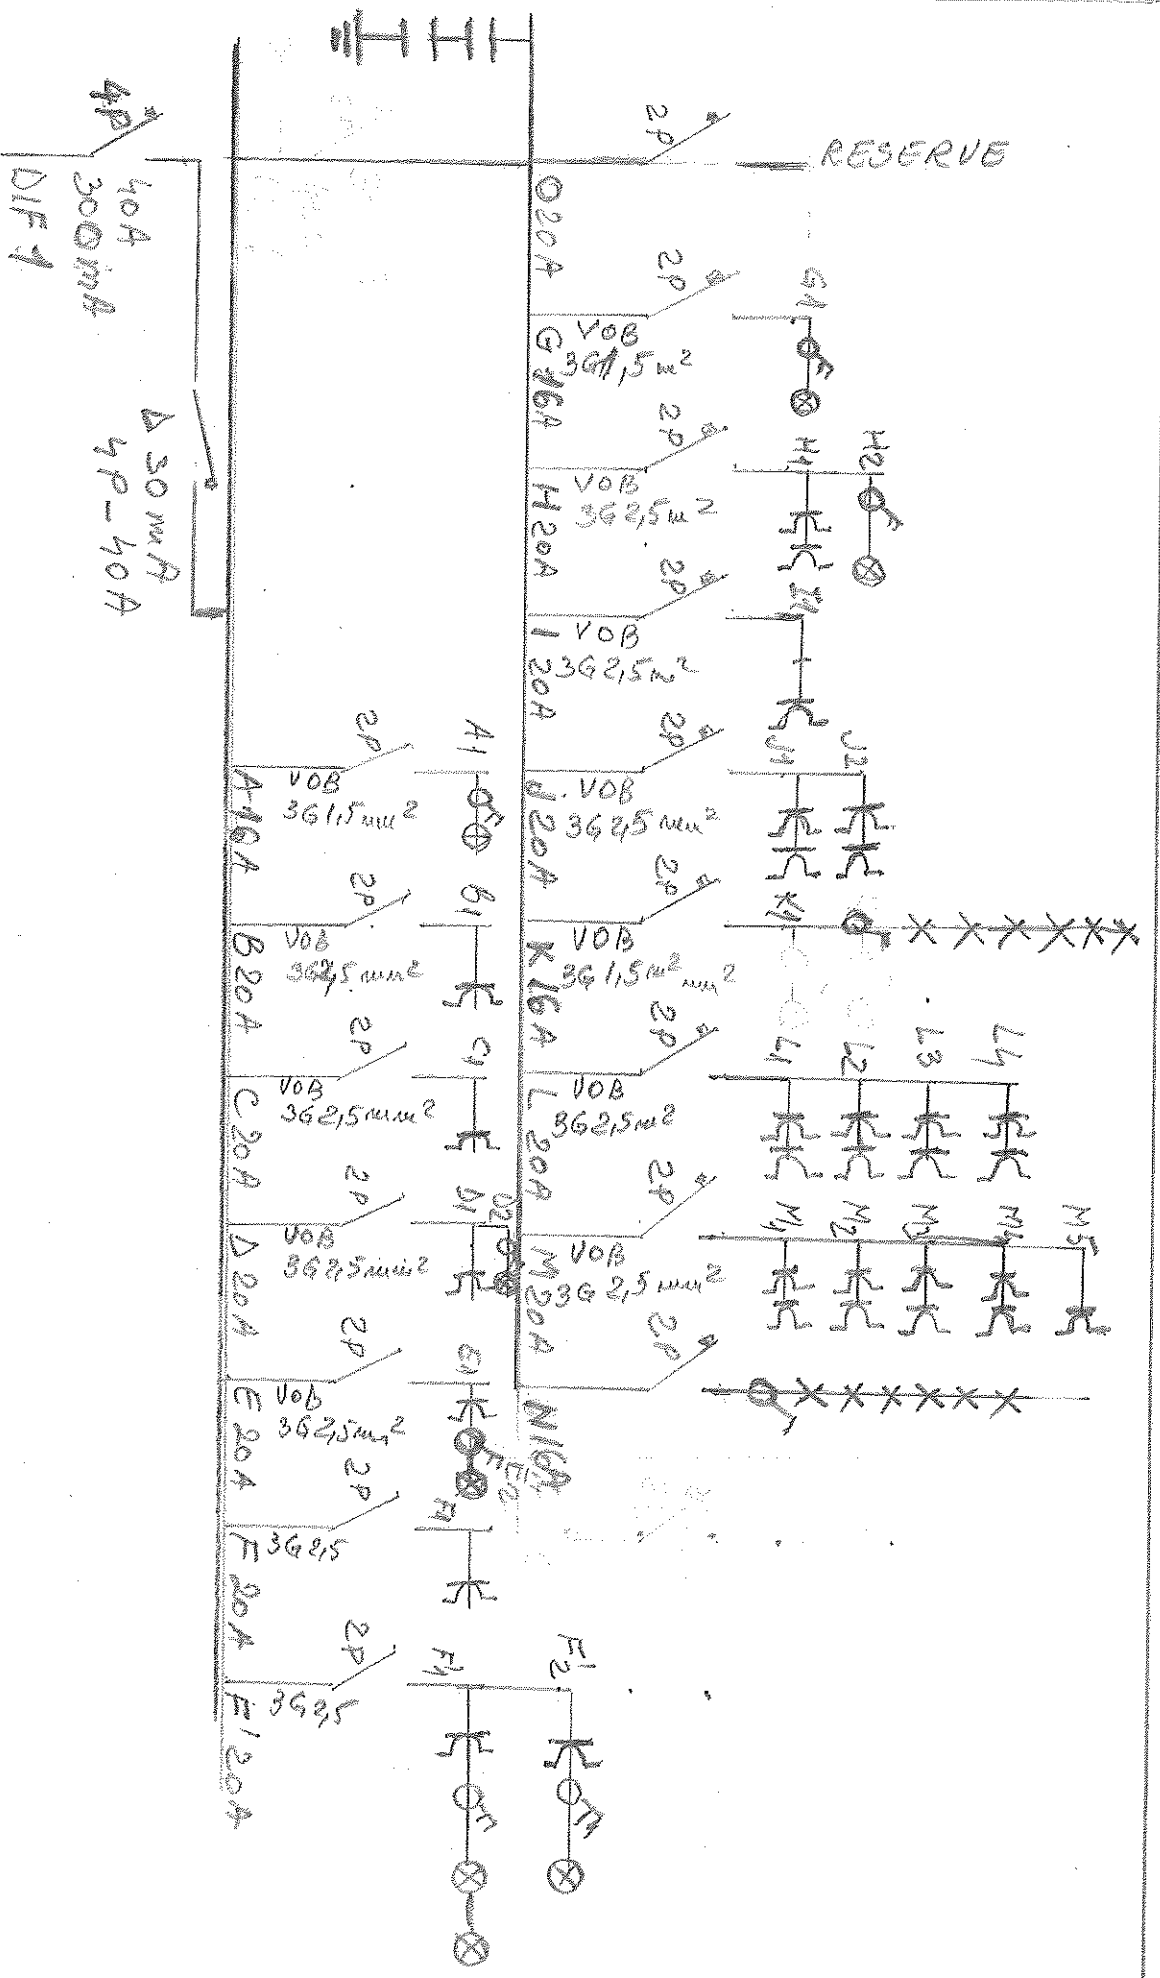 RESERVE
2P
O 20A
4P
40A
300mA
DIF 1
Δ 30mA
4P_40A
2P
G1
VOB
3G1,5m²
G 16A
2P
H1
H2
VOB
3G2,5m²
H 20A
2P
I1
VOB
3G2,5m²
I 20A
2P
J1
J2
VOB
3G2,5mm²
J 20A
2P
K1
VOB
3G1,5m² mm²
K 16A
2P
L1
L2
L3
L4
VOB
3G2,5m²
L 20A
2P
M1
M2
M3
M4
M5
VOB
3G2,5mm²
M 20A
2P
N16A
2P
A1
VOB
3G1,5mm²
A 16A
2P
B1
VOB
3G2,5mm²
B 20A
2P
C1
VOB
3G2,5mm²
C 20A
2P
D1
D2
VOB
3G2,5mm²
D 20A
2P
E1
E2
VOB
3G2,5mm²
E 20A
2P
F1
3G2,5
F 20A
2P
F'1
F'2
3G2,5
F' 20A